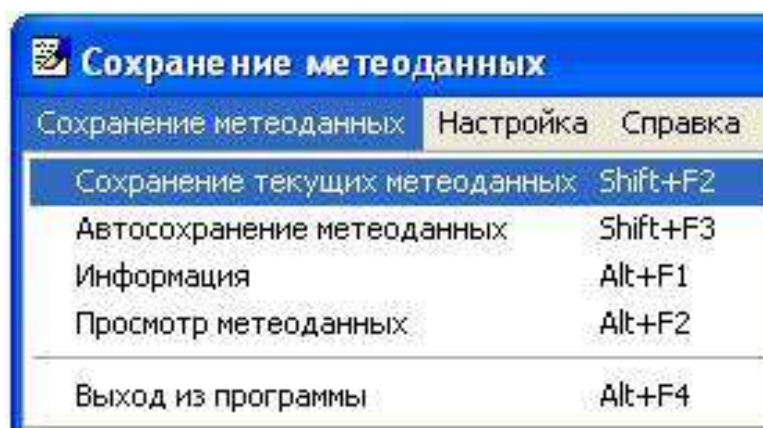 Сохранение метеоданных
Сохранение метеоданных Настройка Справка
Сохранение текущих метеоданных Shift+F2
Автосохранение метеоданных Shift+F3
Информация Alt+F1
Просмотр метеоданных Alt+F2
Выход из программы Alt+F4